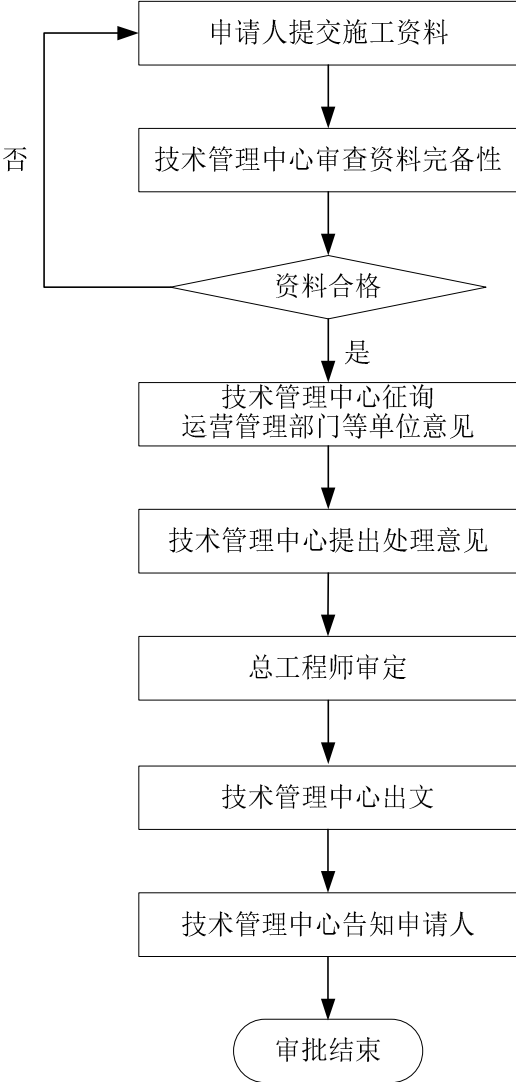 申请人提交施工资料
否
技术管理中心审查资料完备性
资料合格
是
技术管理中心征询
运营管理部门等单位意见
技术管理中心提出处理意见
总工程师审定
技术管理中心出文
技术管理中心告知申请人
审批结束